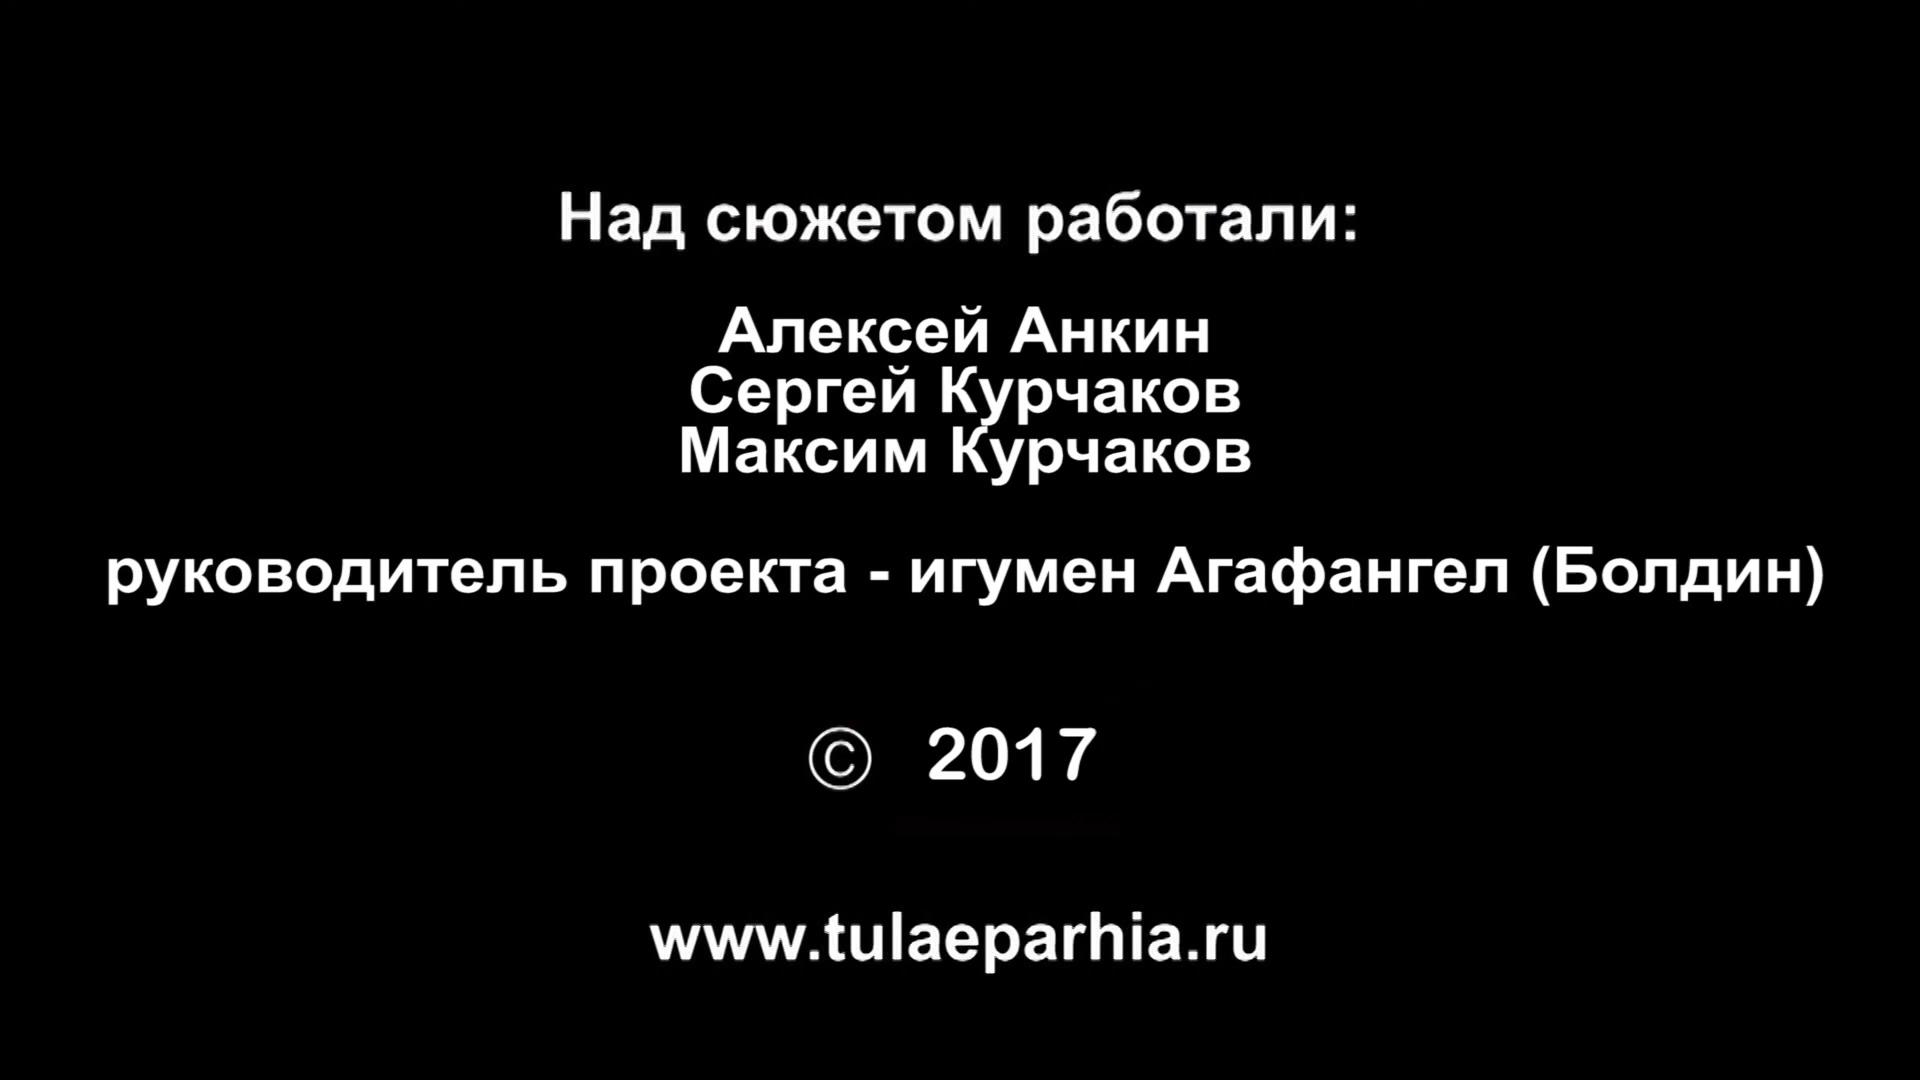 Над сюжетом работали:
Алексей Анкин
Сергей Курчаков
Максим Курчаков
руководитель проекта - игумен Агафангел (Болдин)
© 2017
www.tulaeparhia.ru